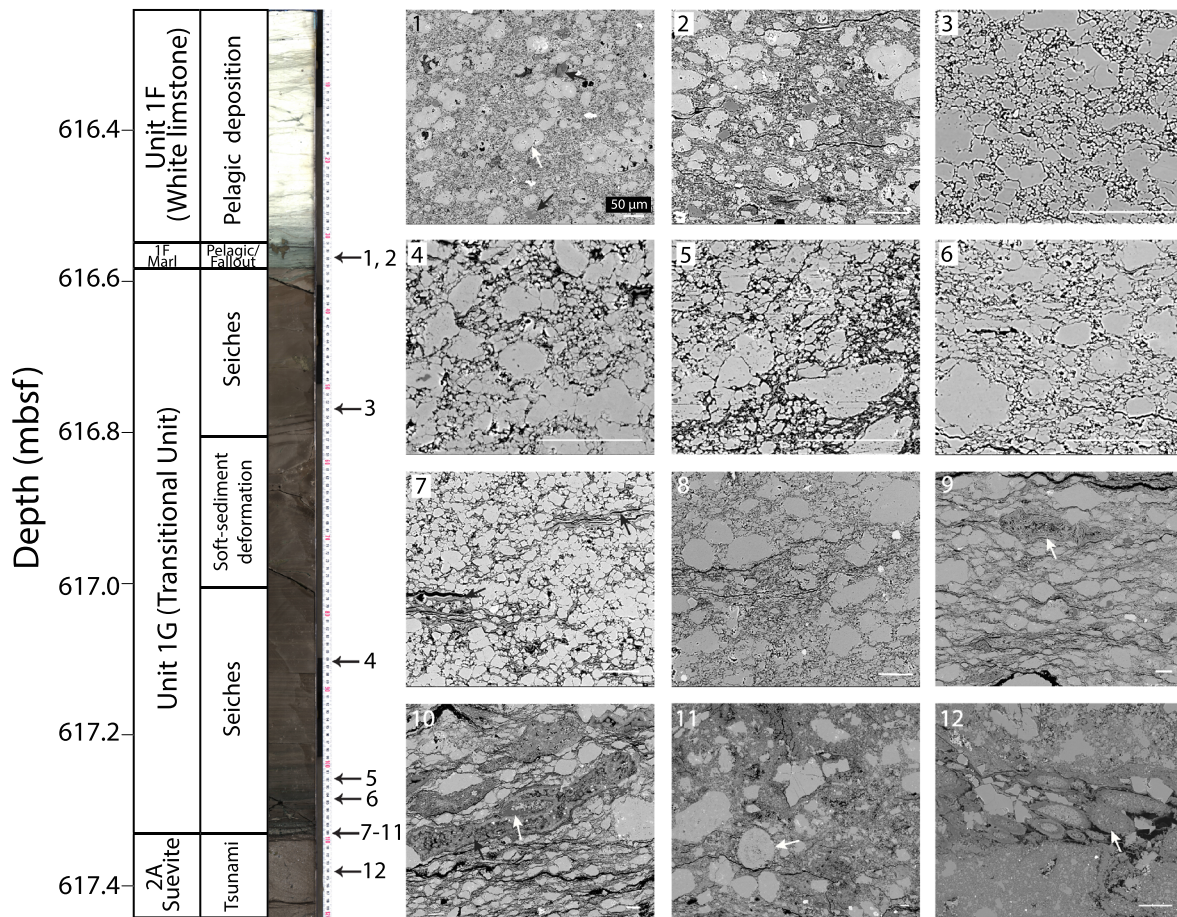 Depth (mbsf)
616.4
616.6
616.8
617.0
617.2
617.4
Unit 1F
(White limstone)
Pelagic deposition
1F
Marl
Pelagic/
Fallout
Unit 1G (Transitional Unit)
Seiches
Soft-sediment
deformation
Seiches
2A
Suevite
Tsunami
1, 2
3
4
5
6
7-11
12
1
50 µm
2
3
4
5
6
7
8
9
10
11
12